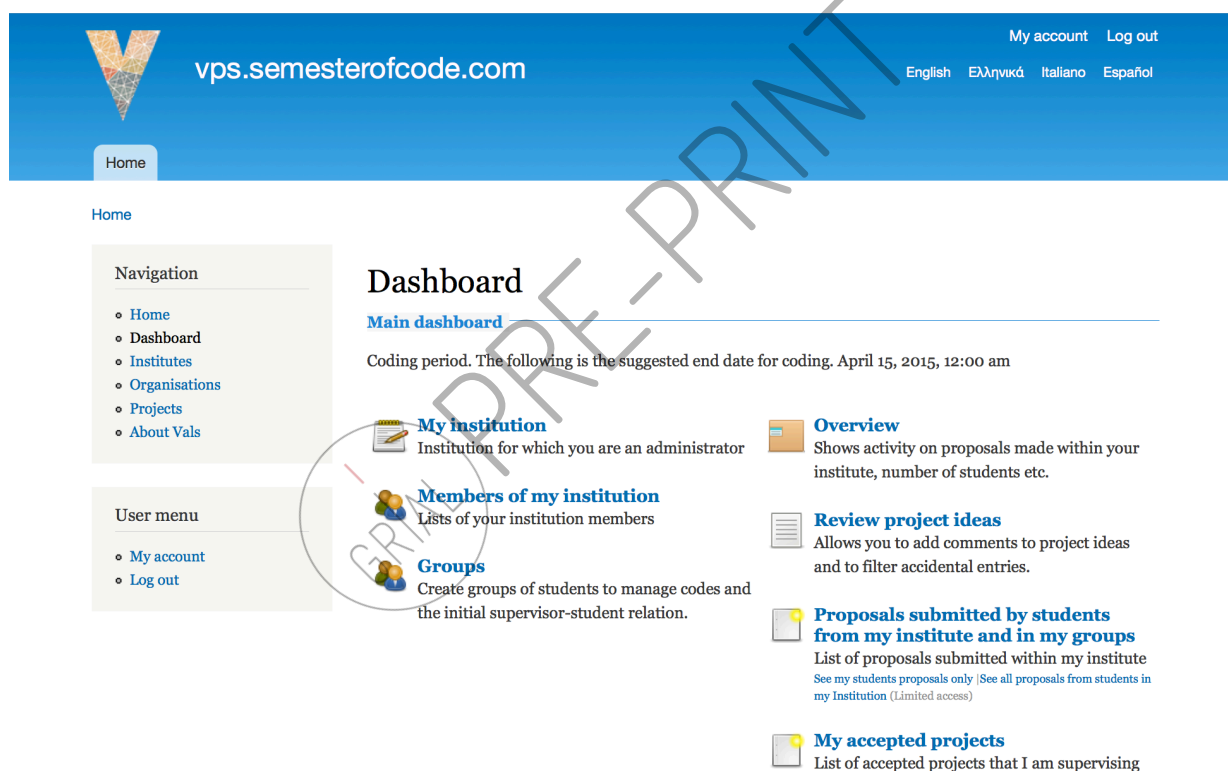 My account Log out
vps.semesterofcode.com
English Ελληνικά Italiano Español
Home
Home
Navigation
Home
Dashboard
Institutes
Organisations
Projects
About Vals
User menu
My account
Log out
Dashboard
Main dashboard
Coding period. The following is the suggested end date for coding. April 15, 2015, 12:00 am
My institution
Institution for which you are an administrator
Members of my institution
Lists of your institution members
Groups
Create groups of students to manage codes and
the initial supervisor-student relation.
Overview
Shows activity on proposals made within your
institute, number of students etc.
Review project ideas
Allows you to add comments to project ideas
and to filter accidental entries.
Proposals submitted by students
from my institute and in my groups
List of proposals submitted within my institute
See my students proposals only |See all proposals from students in
my Institution (Limited access)
My accepted projects
List of accepted projects that I am supervising
GRIAL PRE-PRINT